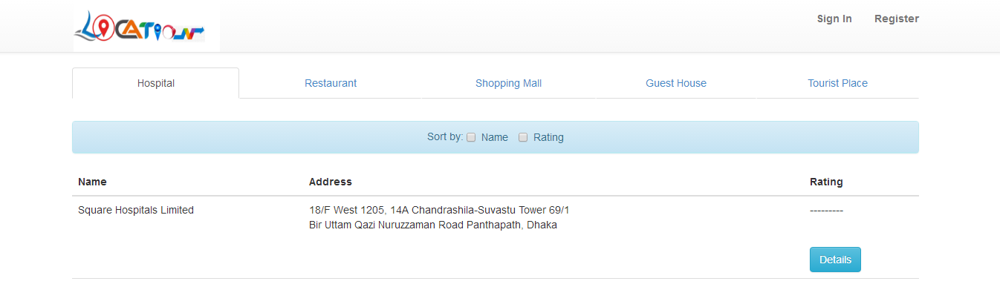 LOCATION
Sign In Register
Hospital Restaurant Shopping Mall Guest House Tourist Place
Sort by: Name Rating
Name Address Rating
Square Hospitals Limited 18/F West 1205, 14A Chandrashila-Suvastu Tower 69/1 ---------
Bir Uttam Qazi Nuruzzaman Road Panthapath, Dhaka
Details